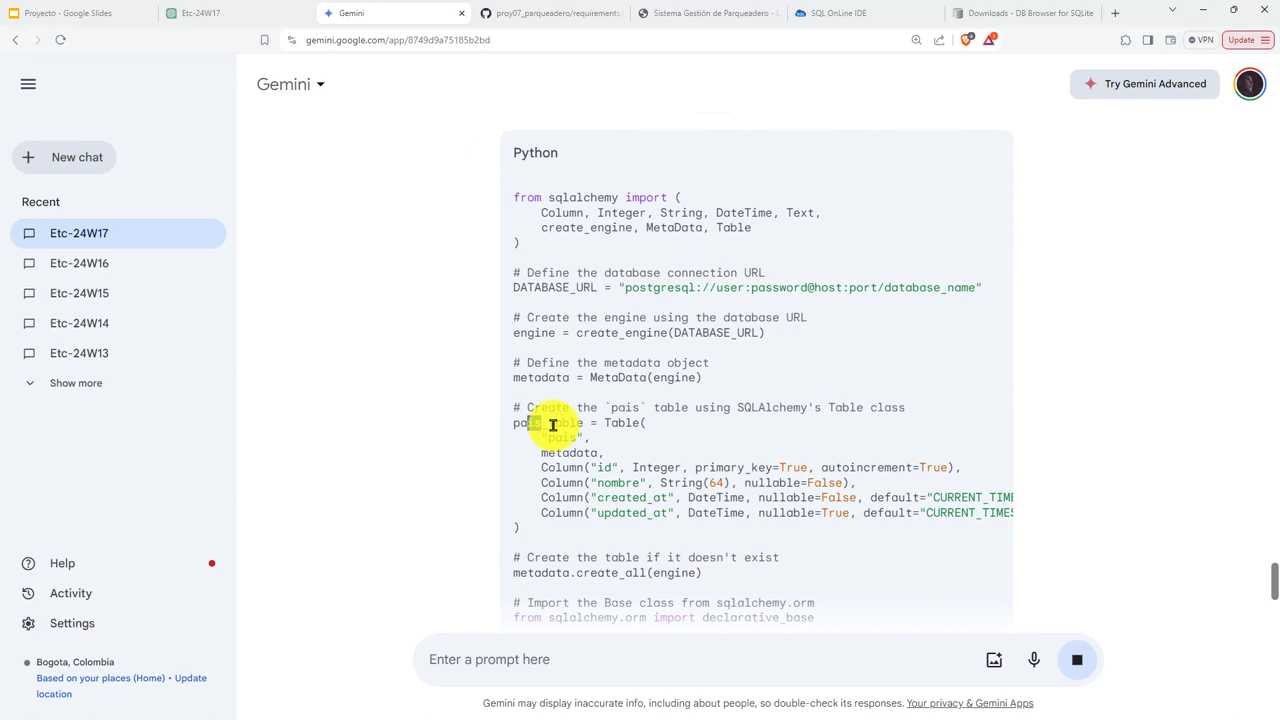 Proyecto - Google Slides
Etc-24W17
Gemini
proy07_parqueadero/requirements.
Sistema Gestión de Parqueadero -
SQL OnLine IDE
Downloads - DB Browser for SQLite
gemini.google.com/app/8749d9a75185b2bd
VPN
Update
Gemini
Try Gemini Advanced
New chat
Recent
Etc-24W17
Etc-24W16
Etc-24W15
Etc-24W14
Etc-24W13
Show more
Help
Activity
Settings
Bogota, Colombia
Based on your places (Home) • Update
location
Python
from sqlalchemy import (
Column, Integer, String, DateTime, Text,
create_engine, MetaData, Table
)
# Define the database connection URL
DATABASE_URL = "postgresql://user:password@host:port/database_name"
# Create the engine using the database URL
engine = create_engine(DATABASE_URL)
# Define the metadata object
metadata = MetaData(engine)
# Create the `pais` table using SQLAlchemy's Table class
pais_table = Table(
"pais",
metadata,
Column("id", Integer, primary_key=True, autoincrement=True),
Column("nombre", String(64), nullable=False),
Column("created_at", DateTime, nullable=False, default="CURRENT_TIME
Column("updated_at", DateTime, nullable=True, default="CURRENT_TIMES
)
# Create the table if it doesn't exist
metadata.create_all(engine)
# Import the Base class from sqlalchemy.orm
from sqlalchemy.orm import declarative_base
Enter a prompt here
Gemini may display inaccurate info, including about people, so double-check its responses. Your privacy & Gemini Apps